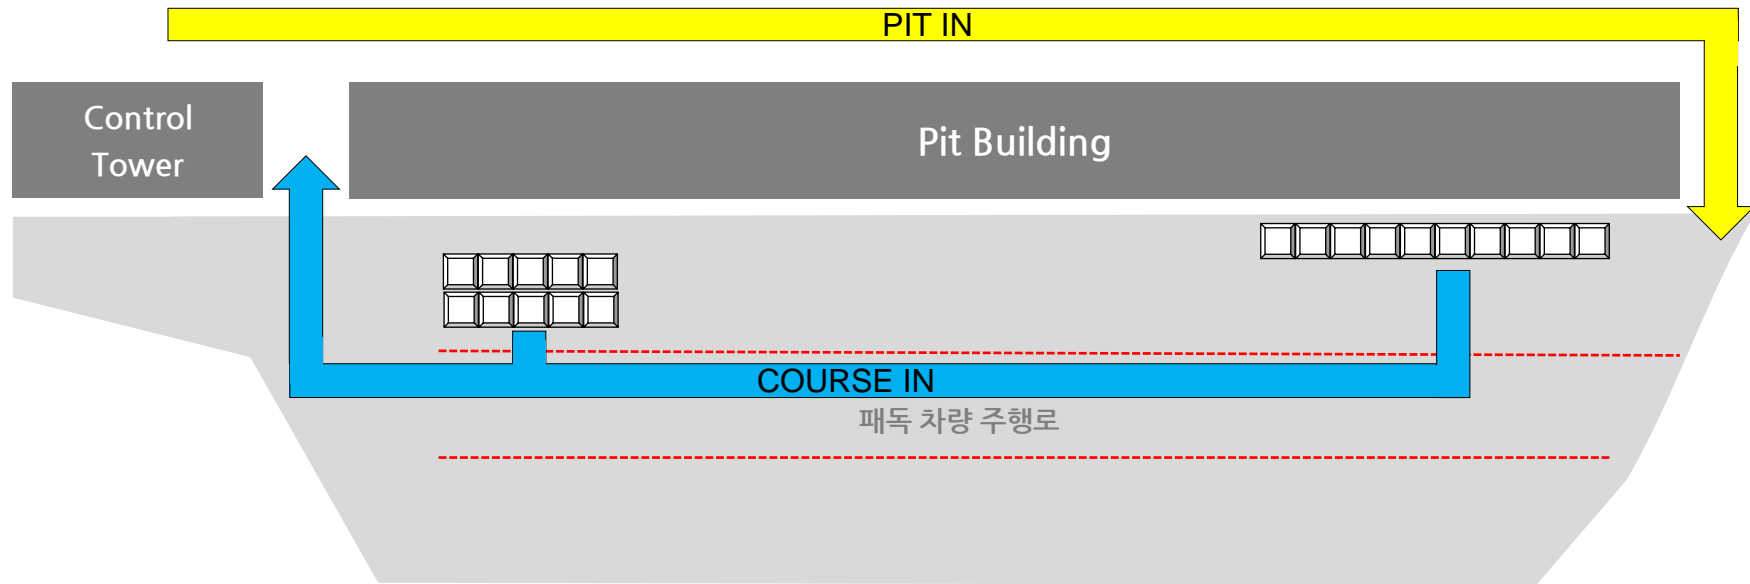 PIT IN
Control
Tower
Pit Building
COURSE IN
패독 차량 주행로